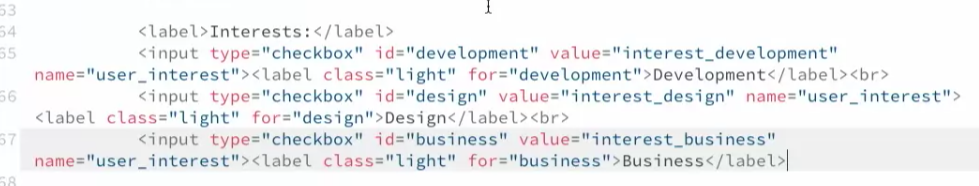 53
54 <label>Interests:</label>
55 <input type="checkbox" id="development" value="interest_development"
name="user_interest"><label class="light" for="development">Development</label><br>
56 <input type="checkbox" id="design" value="interest_design" name="user_interest">
<label class="light" for="design">Design</label><br>
57 <input type="checkbox" id="business" value="interest_business"
name="user_interest"><label class="light" for="business">Business</label>
58